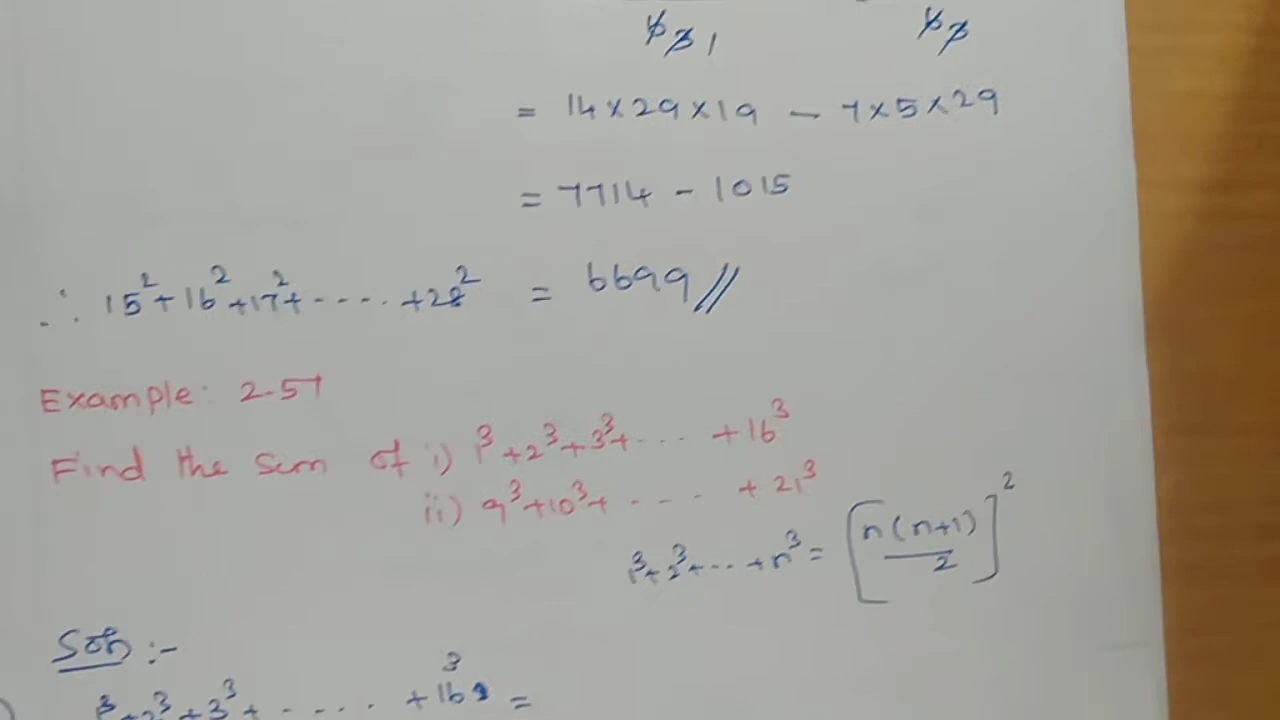 1
= 14×29×19 – 7×5×29
= 7714 - 1015
∴ 15²+16²+17²+ ---- +28² = 6699 //
Example: 2.57
Find the sum of i) 1³+2³+3³+ ... +16³
ii) 9³+10³+ ---- +21³
1³+2³+ .. +n³ = [n(n+1)/2]²
Soln :-
1³+2³+3³+ ..... +16³ =